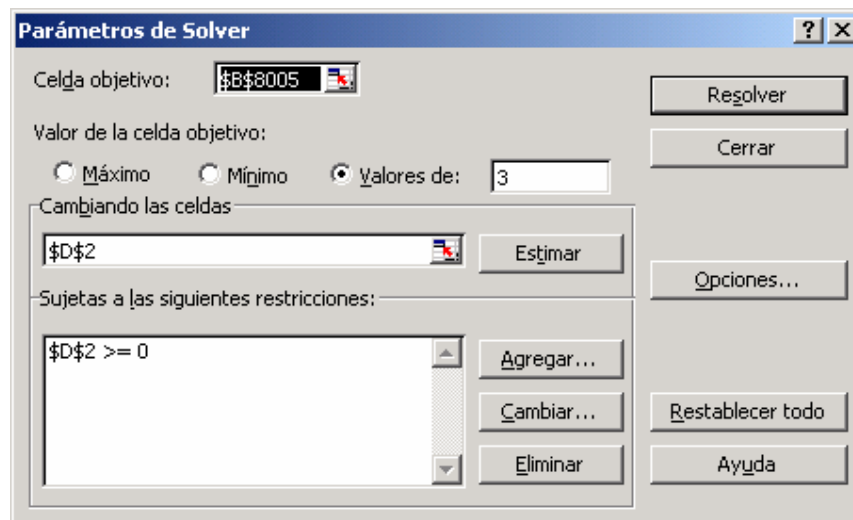 Parámetros de Solver
Celda objetivo: $B$8005
Resolver
Valor de la celda objetivo:
Cerrar
Máximo Mínimo Valores de: 3
Cambiando las celdas
$D$2 Estimar
Opciones...
Sujetas a las siguientes restricciones:
$D$2 >= 0
Agregar...
Cambiar... Restablecer todo
Eliminar Ayuda